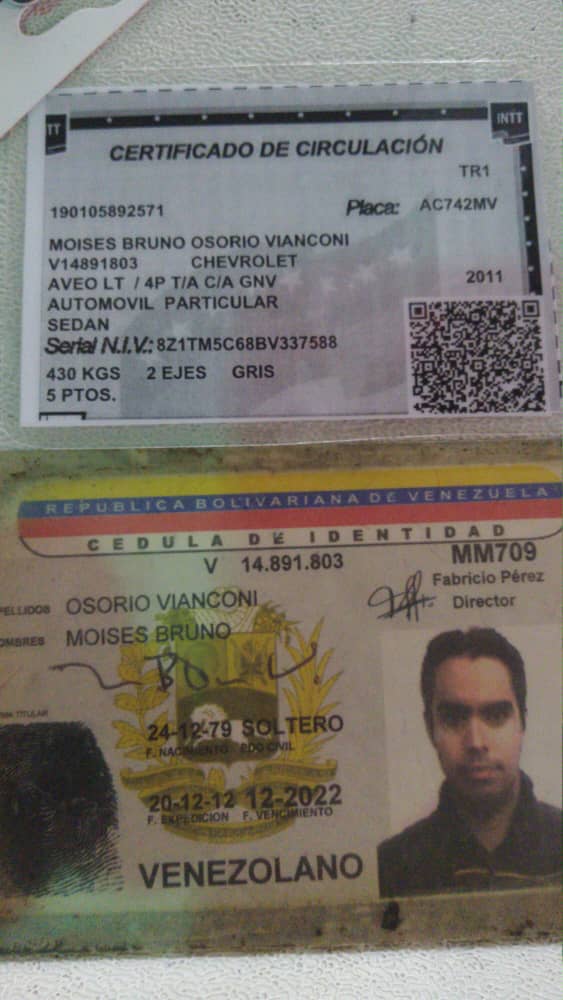 TT
INTT
CERTIFICADO DE CIRCULACIÓN
TR1
190105892571 Placa: AC742MV
MOISES BRUNO OSORIO VIANCONI
V14891803 CHEVROLET
AVEO LT / 4P T/A C/A GNV 2011
AUTOMOVIL PARTICULAR
SEDAN
Serial N.I.V.: 8Z1TM5C68BV337588
430 KGS 2 EJES GRIS
5 PTOS.
REPUBLICA BOLIVARIANA DE VENEZUELA
CEDULA DE IDENTIDAD
V 14.891.803 MM709
Fabricio Pérez
Director
PELLIDOS OSORIO VIANCONI
OMBRES MOISES BRUNO
MA TITULAR
24-12-79 SOLTERO
F. NACIMIENTO EDO CIVIL
20-12-12 12-2022
F. EXPEDICION F. VENCIMIENTO
VENEZOLANO